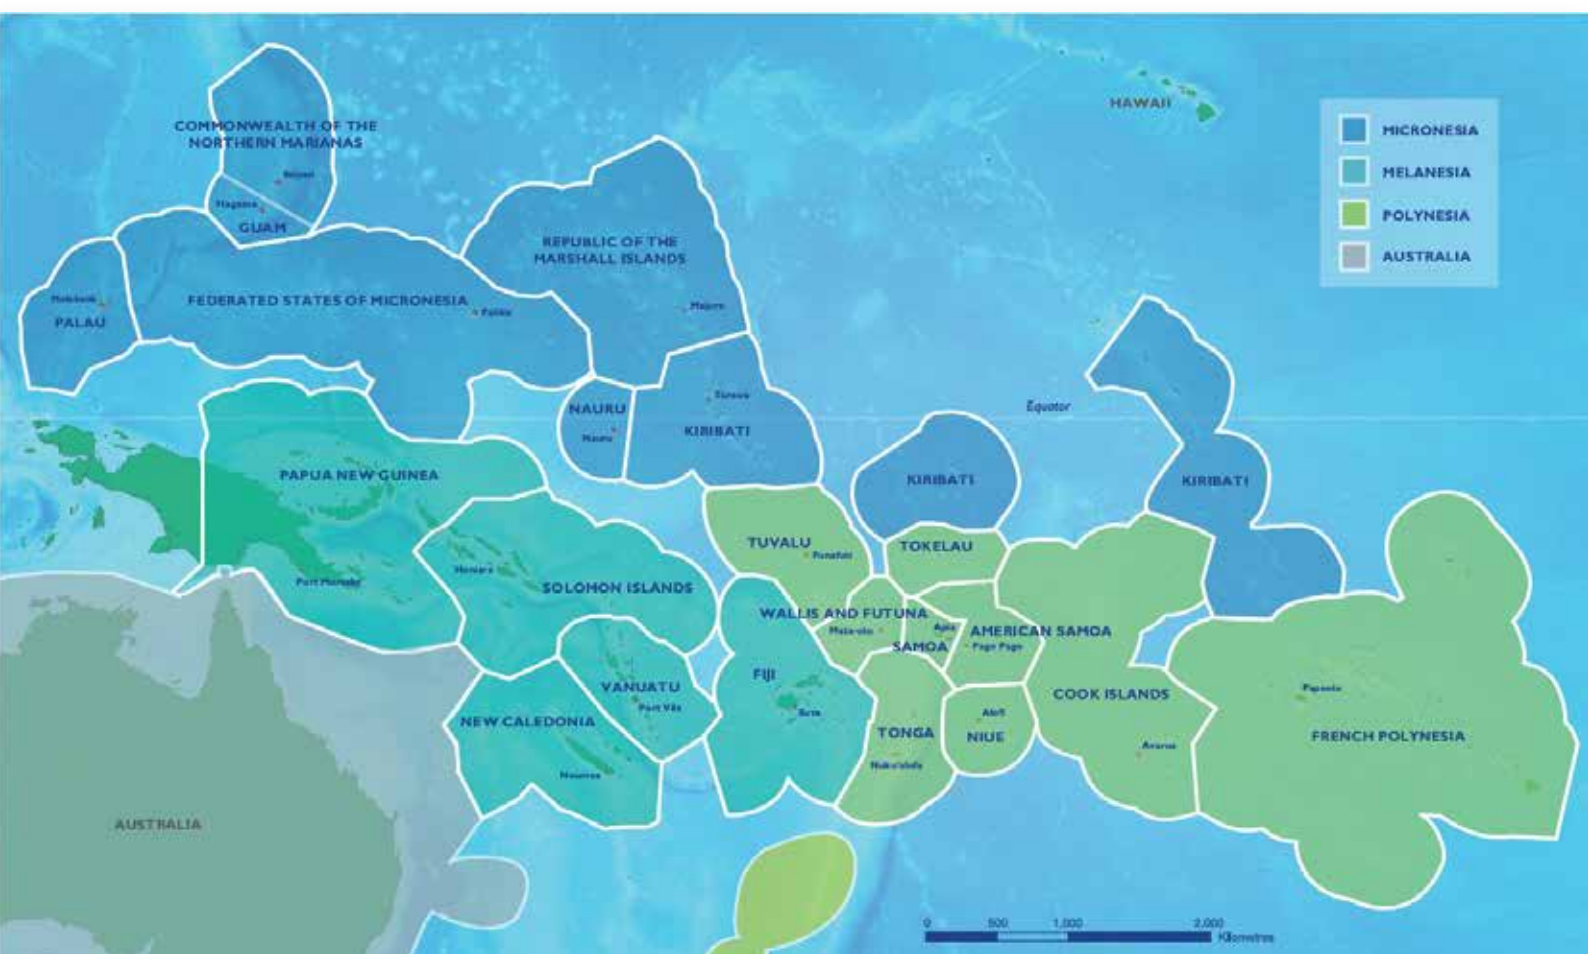 HAWAII
MICRONESIA
MELANESIA
POLYNESIA
AUSTRALIA
COMMONWEALTH OF THE
NORTHERN MARIANAS
GUAM
REPUBLIC OF THE
MARSHALL ISLANDS
Majuro
FEDERATED STATES OF MICRONESIA
Palikir
PALAU
NAURU
Nauru
Tarawa
KIRIBATI
Equator
KIRIBATI
KIRIBATI
PAPUA NEW GUINEA
Port Moresby
Honiara
SOLOMON ISLANDS
TUVALU
Funafuti
TOKELAU
WALLIS AND FUTUNA
Mata-utu
Apia
SAMOA
AMERICAN SAMOA
Pago Pago
VANUATU
Port Vila
FIJI
Suva
NEW CALEDONIA
Noumea
TONGA
Nuku'alofa
Alofi
NIUE
COOK ISLANDS
Avarua
Papeete
FRENCH POLYNESIA
AUSTRALIA
0 500 1,000 2,000
Kilometres